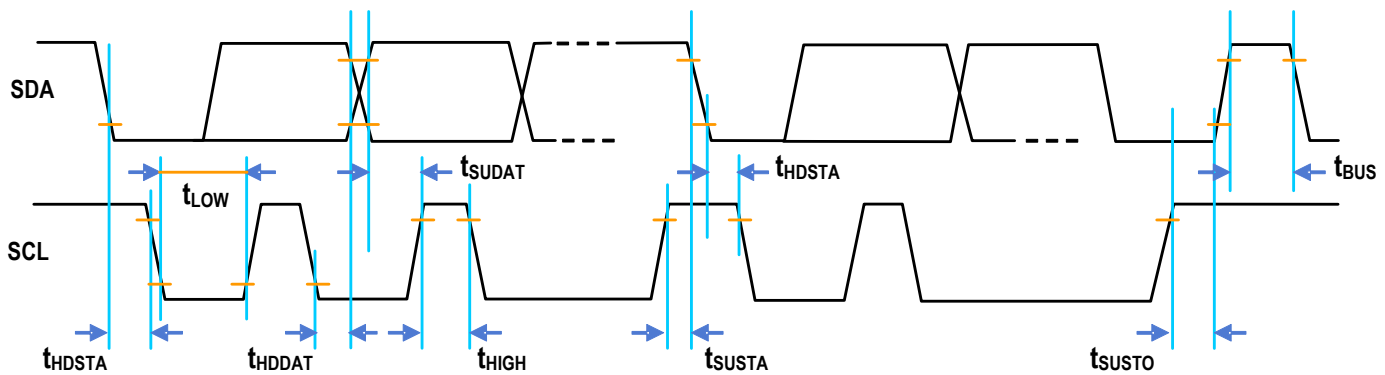 SDA
tSUDAT
tHDSTA
tBUS
tLOW
SCL
tHDSTA
tHDDAT
tHIGH
tSUSTA
tSUSTO